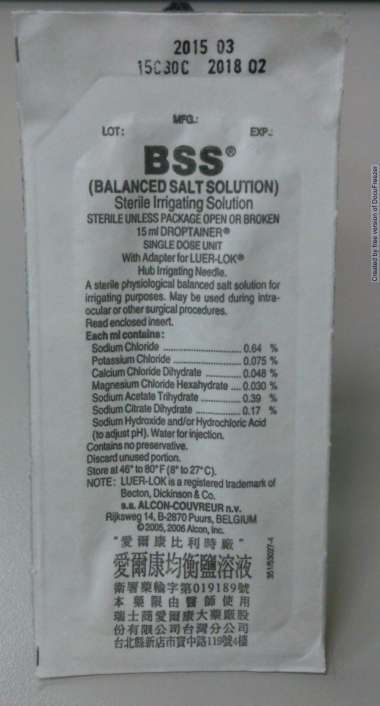 2015 03
15C30C 2018 02
MFG.:
LOT: EXP.:
BSS®
(BALANCED SALT SOLUTION)
Sterile Irrigating Solution
STERILE UNLESS PACKAGE OPEN OR BROKEN
15 ml DROPTAINER®
SINGLE DOSE UNIT
With Adapter for LUER-LOK®
Hub Irrigating Needle.
A sterile physiological balanced salt solution for
irrigating purposes. May be used during intra-
ocular or other surgical procedures.
Read enclosed insert.
Each ml contains:
Sodium Chloride ........................ 0.64 %
Potassium Chloride .................... 0.075 %
Calcium Chloride Dihydrate .......... 0.048 %
Magnesium Chloride Hexahydrate .... 0.030 %
Sodium Acetate Trihydrate ........... 0.39 %
Sodium Citrate Dihydrate ............. 0.17 %
Sodium Hydroxide and/or Hydrochloric Acid
(to adjust pH). Water for injection.
Contains no preservative.
Discard unused portion.
Store at 46° to 80°F (8° to 27°C).
NOTE: LUER-LOK is a registered trademark of
Becton, Dickinson & Co.
s.a. ALCON-COUVREUR n.v.
Rijksweg 14, B-2870 Puurs, BELGIUM
©2005, 2006 Alcon, Inc.
"愛爾康比利時廠"
愛爾康均衡鹽溶液
衛署藥輸字第019189號
本藥限由醫師使用
瑞士商愛爾康大藥廠股
份有限公司台灣分公司
台北縣新店市寶中路119號4樓
Created by free version of DocuFreezer